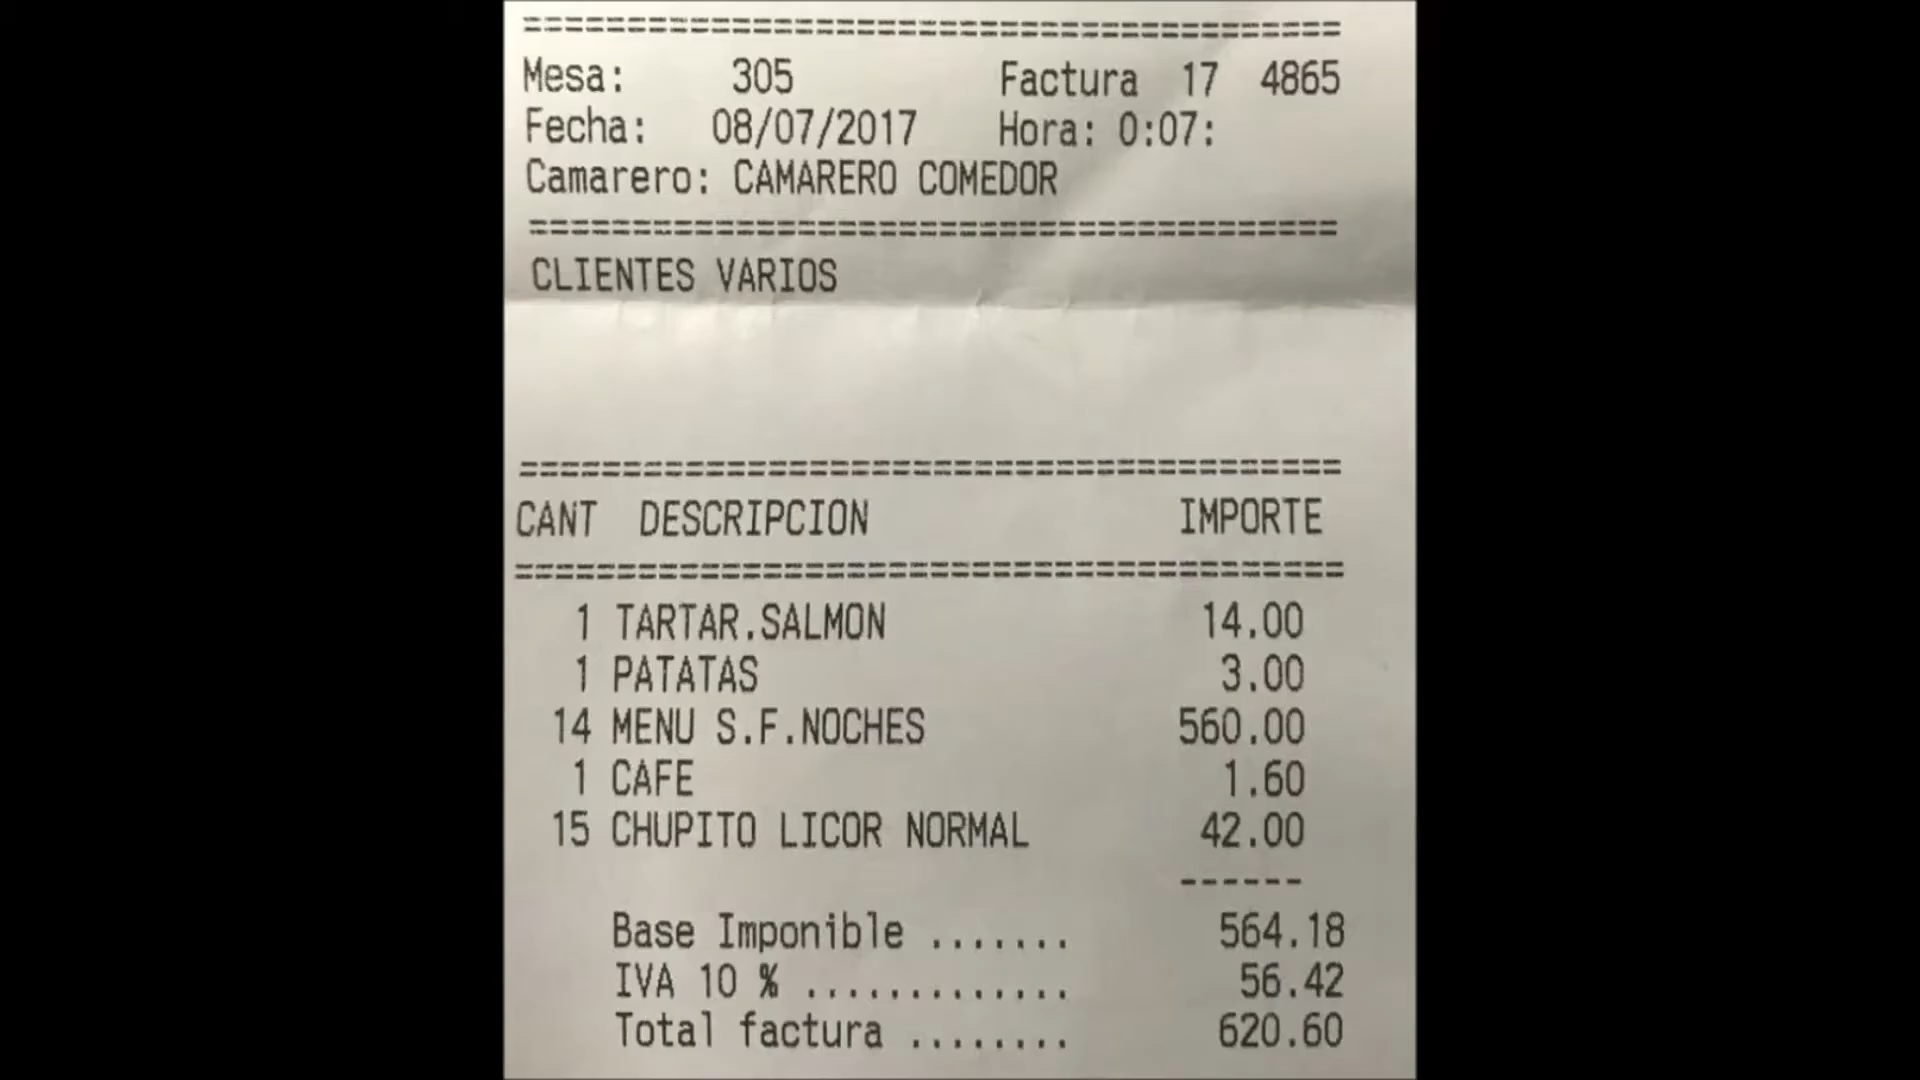 ========================================
Mesa: 305 Factura 17 4865
Fecha: 08/07/2017 Hora: 0:07:
Camarero: CAMARERO COMEDOR
========================================
CLIENTES VARIOS
========================================
CANT DESCRIPCION IMPORTE
========================================
1 TARTAR.SALMON 14.00
1 PATATAS 3.00
14 MENU S.F.NOCHES 560.00
1 CAFE 1.60
15 CHUPITO LICOR NORMAL 42.00
------
Base Imponible ....... 564.18
IVA 10 % ............. 56.42
Total factura ........ 620.60